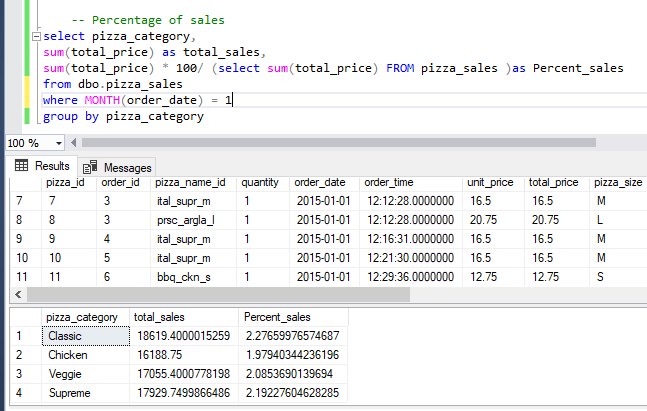 -- Percentage of sales
select pizza_category,
sum(total_price) as total_sales,
sum(total_price) * 100/ (select sum(total_price) FROM pizza_sales )as Percent_sales
from dbo.pizza_sales
where MONTH(order_date) = 1
group by pizza_category
100 %
Results Messages
pizza_id order_id pizza_name_id quantity order_date order_time unit_price total_price pizza_size
7 7 3 ital_supr_m 1 2015-01-01 12:12:28.0000000 16.5 16.5 M
8 8 3 prsc_argla_l 1 2015-01-01 12:12:28.0000000 20.75 20.75 L
9 9 4 ital_supr_m 1 2015-01-01 12:16:31.0000000 16.5 16.5 M
10 10 5 ital_supr_m 1 2015-01-01 12:21:30.0000000 16.5 16.5 M
11 11 6 bbq_ckn_s 1 2015-01-01 12:29:36.0000000 12.75 12.75 S
pizza_category total_sales Percent_sales
1 Classic 18619.4000015259 2.27659976574687
2 Chicken 16188.75 1.97940344236196
3 Veggie 17055.4000778198 2.0853690139694
4 Supreme 17929.7499866486 2.19227604628285